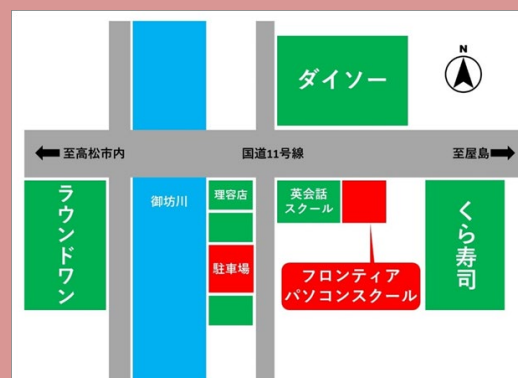 ダイソー
N
至高松市内
国道11号線
至屋島
ラウンドワン
御坊川
理容店
英会話
スクール
くら寿司
駐車場
フロンティア
パソコンスクール